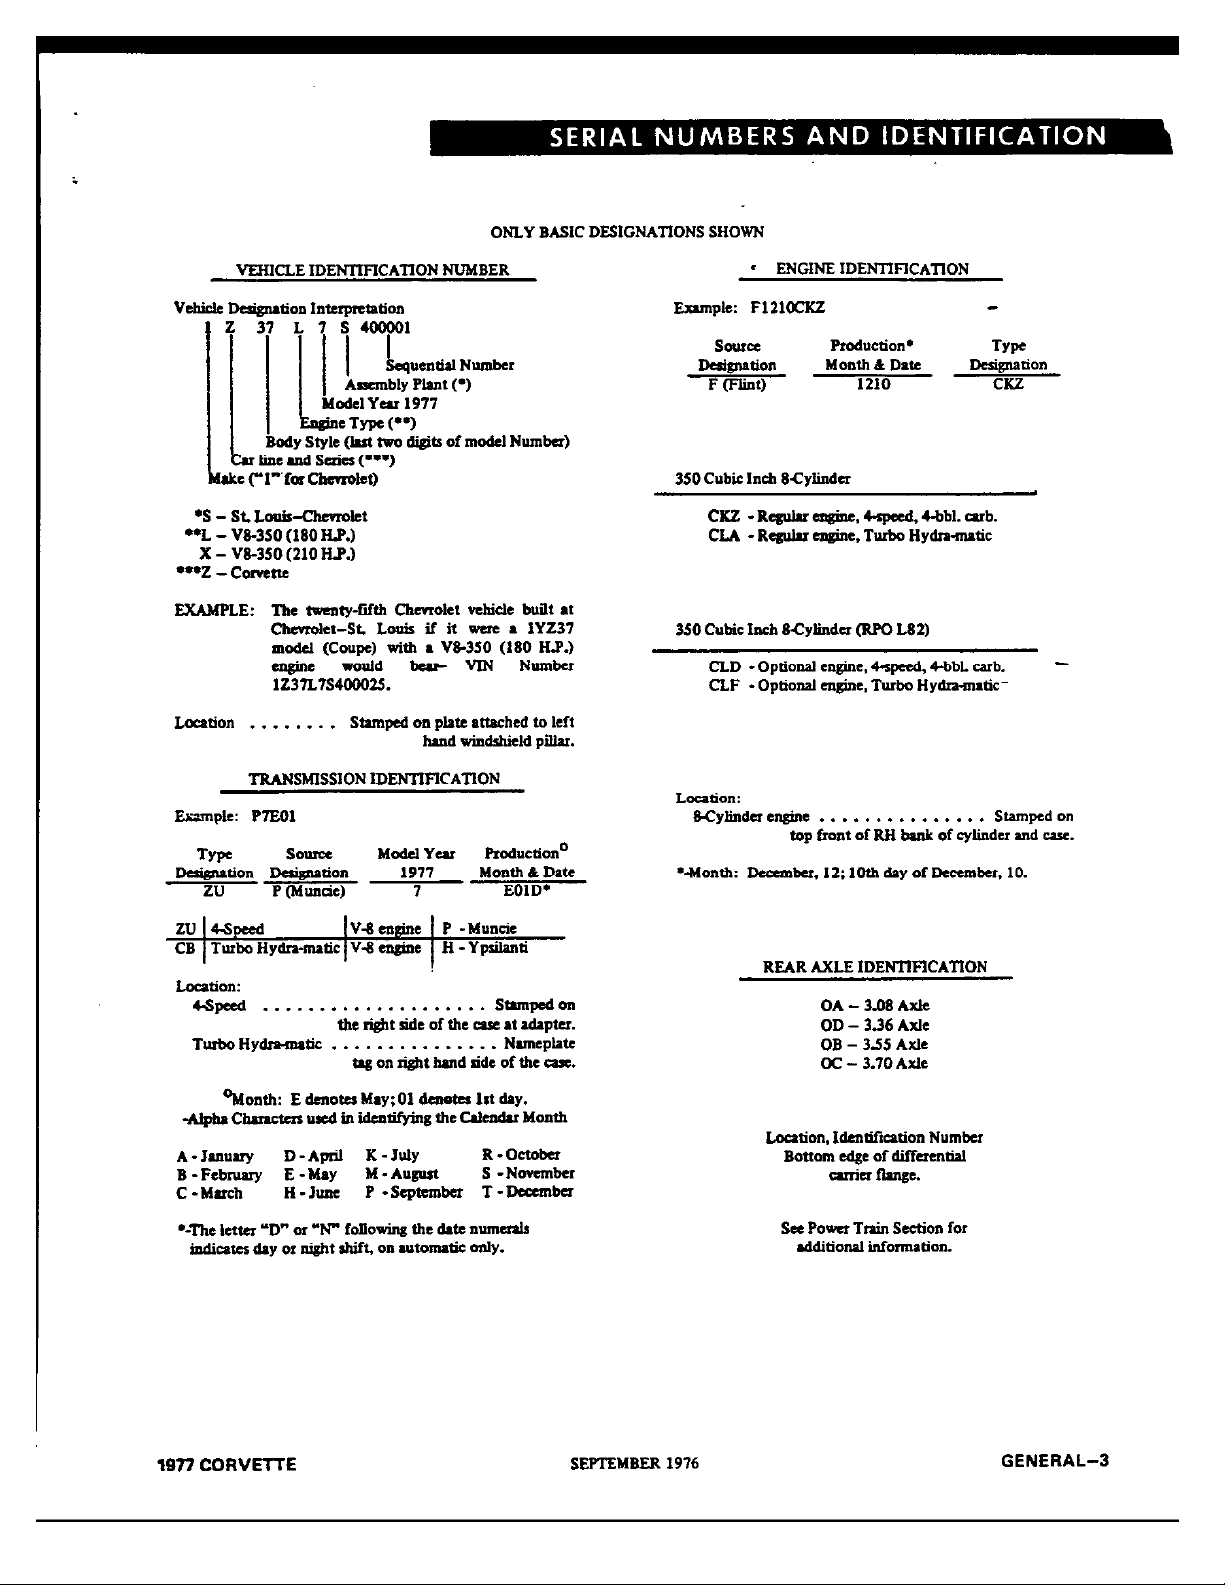 SERIAL NUMBERS AND IDENTIFICATION
ONLY BASIC DESIGNATIONS SHOWN
VEHICLE IDENTIFICATION NUMBER
Vehicle Designation Interpretation
1 Z 37 L 7 S 400001
Sequential Number
Assembly Plant (*)
Model Year 1977
Engine Type (**)
Body Style (last two digits of model Number)
Car line and Series (***)
Make ("1" for Chevrolet)
*S – St. Louis–Chevrolet
**L – V8-350 (180 H.P.)
X – V8-350 (210 H.P.)
***Z – Corvette
EXAMPLE: The twenty-fifth Chevrolet vehicle built at
Chevrolet–St. Louis if it were a 1YZ37
model (Coupe) with a V8-350 (180 H.P.)
engine would bear– VIN Number
1Z37L7S400025.
Location ........ Stamped on plate attached to left
hand windshield pillar.
TRANSMISSION IDENTIFICATION
Example: P7E01
Type Source Model Year Production°
Designation Designation 1977 Month & Date
ZU P (Muncie) 7 E01D*
ZU 4-Speed V-8 engine P - Muncie
CB Turbo Hydra-matic V-8 engine H - Ypsilanti
Location:
4-Speed .................... Stamped on
the right side of the case at adapter.
Turbo Hydra-matic ............... Nameplate
tag on right hand side of the case.
°Month: E denotes May; 01 denotes 1st day.
-Alpha Characters used in identifying the Calendar Month
A - January D - April K - July R - October
B - February E - May M - August S - November
C - March H - June P - September T - December
*-The letter "D" or "N" following the date numerals
indicates day or night shift, on automatic only.
ENGINE IDENTIFICATION
Example: F1210CKZ
Source Production* Type
Designation Month & Date Designation
F (Flint) 1210 CKZ
350 Cubic Inch 8-Cylinder
CKZ - Regular engine, 4-speed, 4-bbl. carb.
CLA - Regular engine, Turbo Hydra-matic
350 Cubic Inch 8-Cylinder (RPO L82)
CLD - Optional engine, 4-speed, 4-bbl. carb.
CLF - Optional engine, Turbo Hydra-matic
Location:
8-Cylinder engine ............... Stamped on
top front of RH bank of cylinder and case.
*-Month: December, 12; 10th day of December, 10.
REAR AXLE IDENTIFICATION
OA – 3.08 Axle
OD – 3.36 Axle
OB – 3.55 Axle
OC – 3.70 Axle
Location, Identification Number
Bottom edge of differential
carrier flange.
See Power Train Section for
additional information.
1977 CORVETTE SEPTEMBER 1976 GENERAL–3